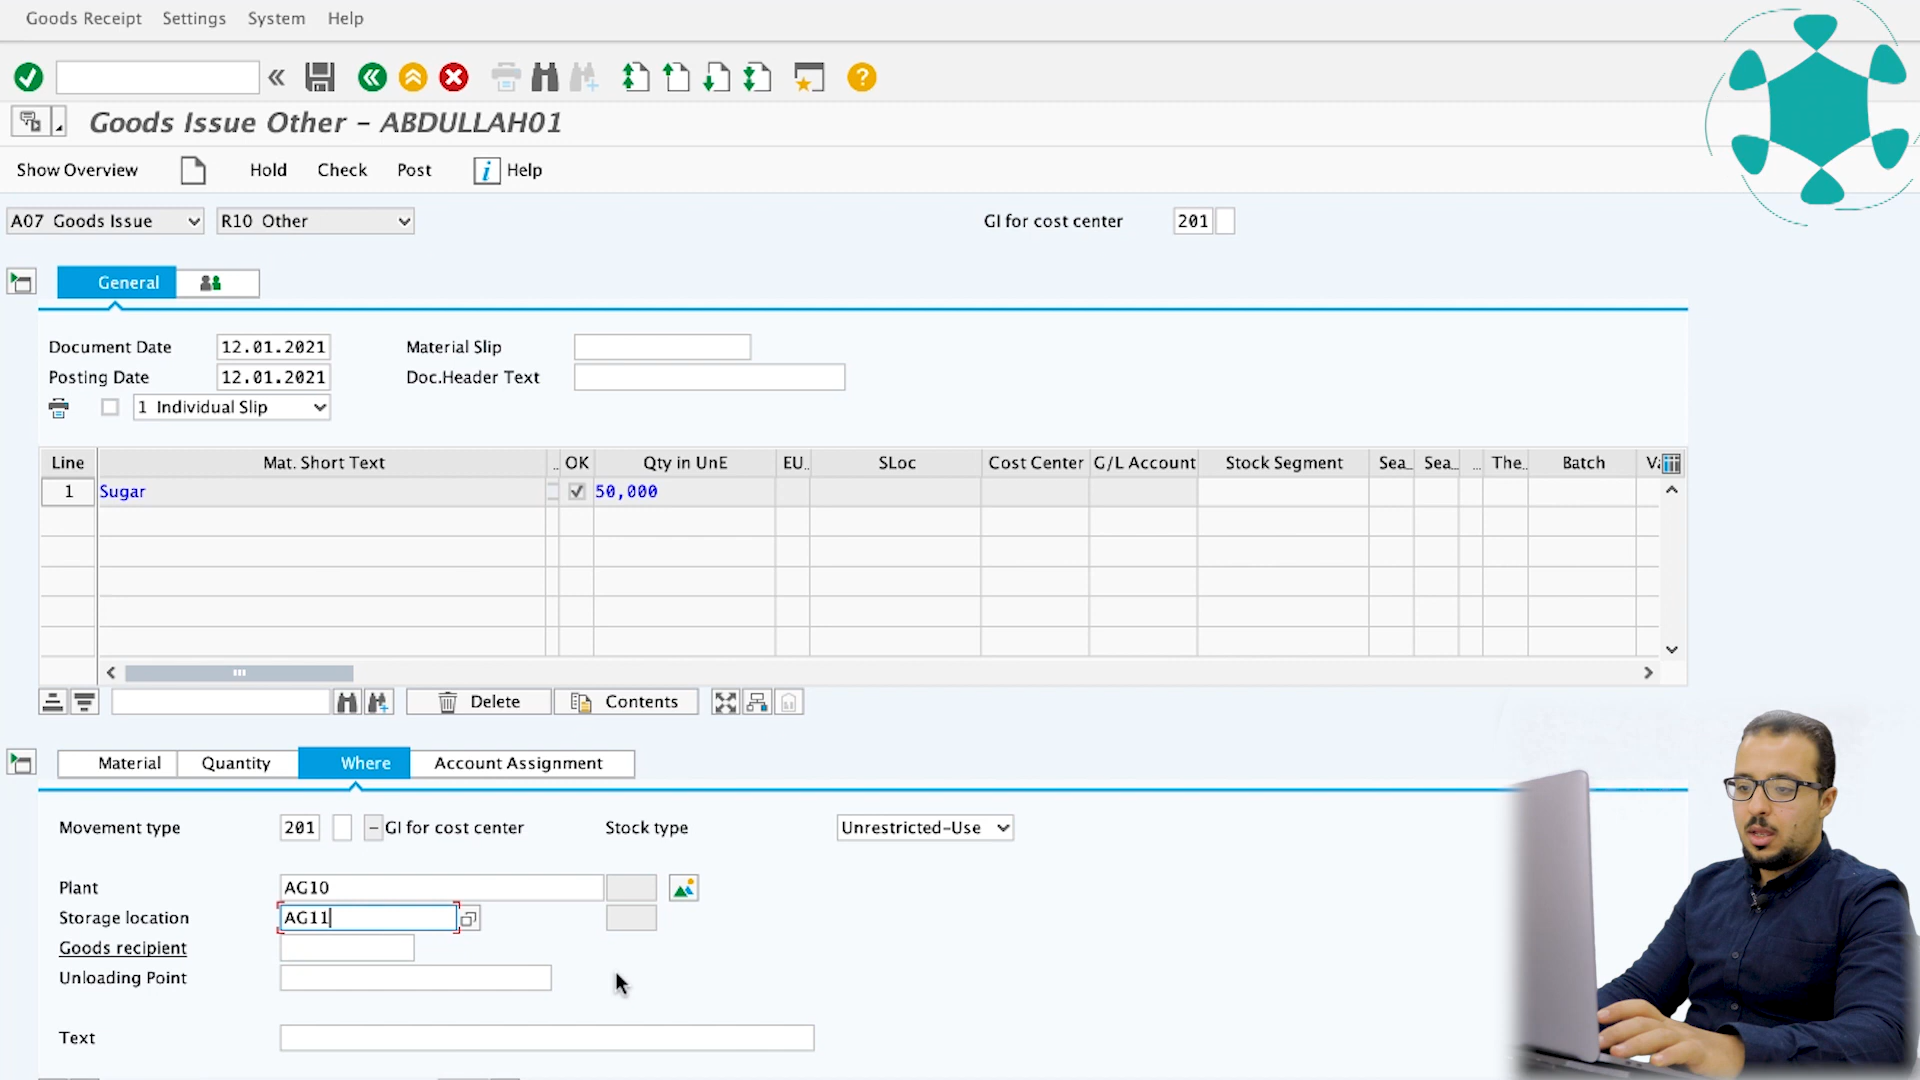 Goods Receipt Settings System Help
Goods Issue Other - ABDULLAH01
Show Overview Hold Check Post i Help
A07 Goods Issue R10 Other GI for cost center 201
General
Document Date 12.01.2021 Material Slip
Posting Date 12.01.2021 Doc.Header Text
1 Individual Slip
Line Mat. Short Text .. OK Qty in UnE EU.. SLoc Cost Center G/L Account Stock Segment Sea... Sea... ... The.. Batch Va
1 Sugar 50,000
Delete Contents
Material Quantity Where Account Assignment
Movement type 201 - GI for cost center Stock type Unrestricted-Use
Plant AG10
Storage location AG11
Goods recipient
Unloading Point
Text